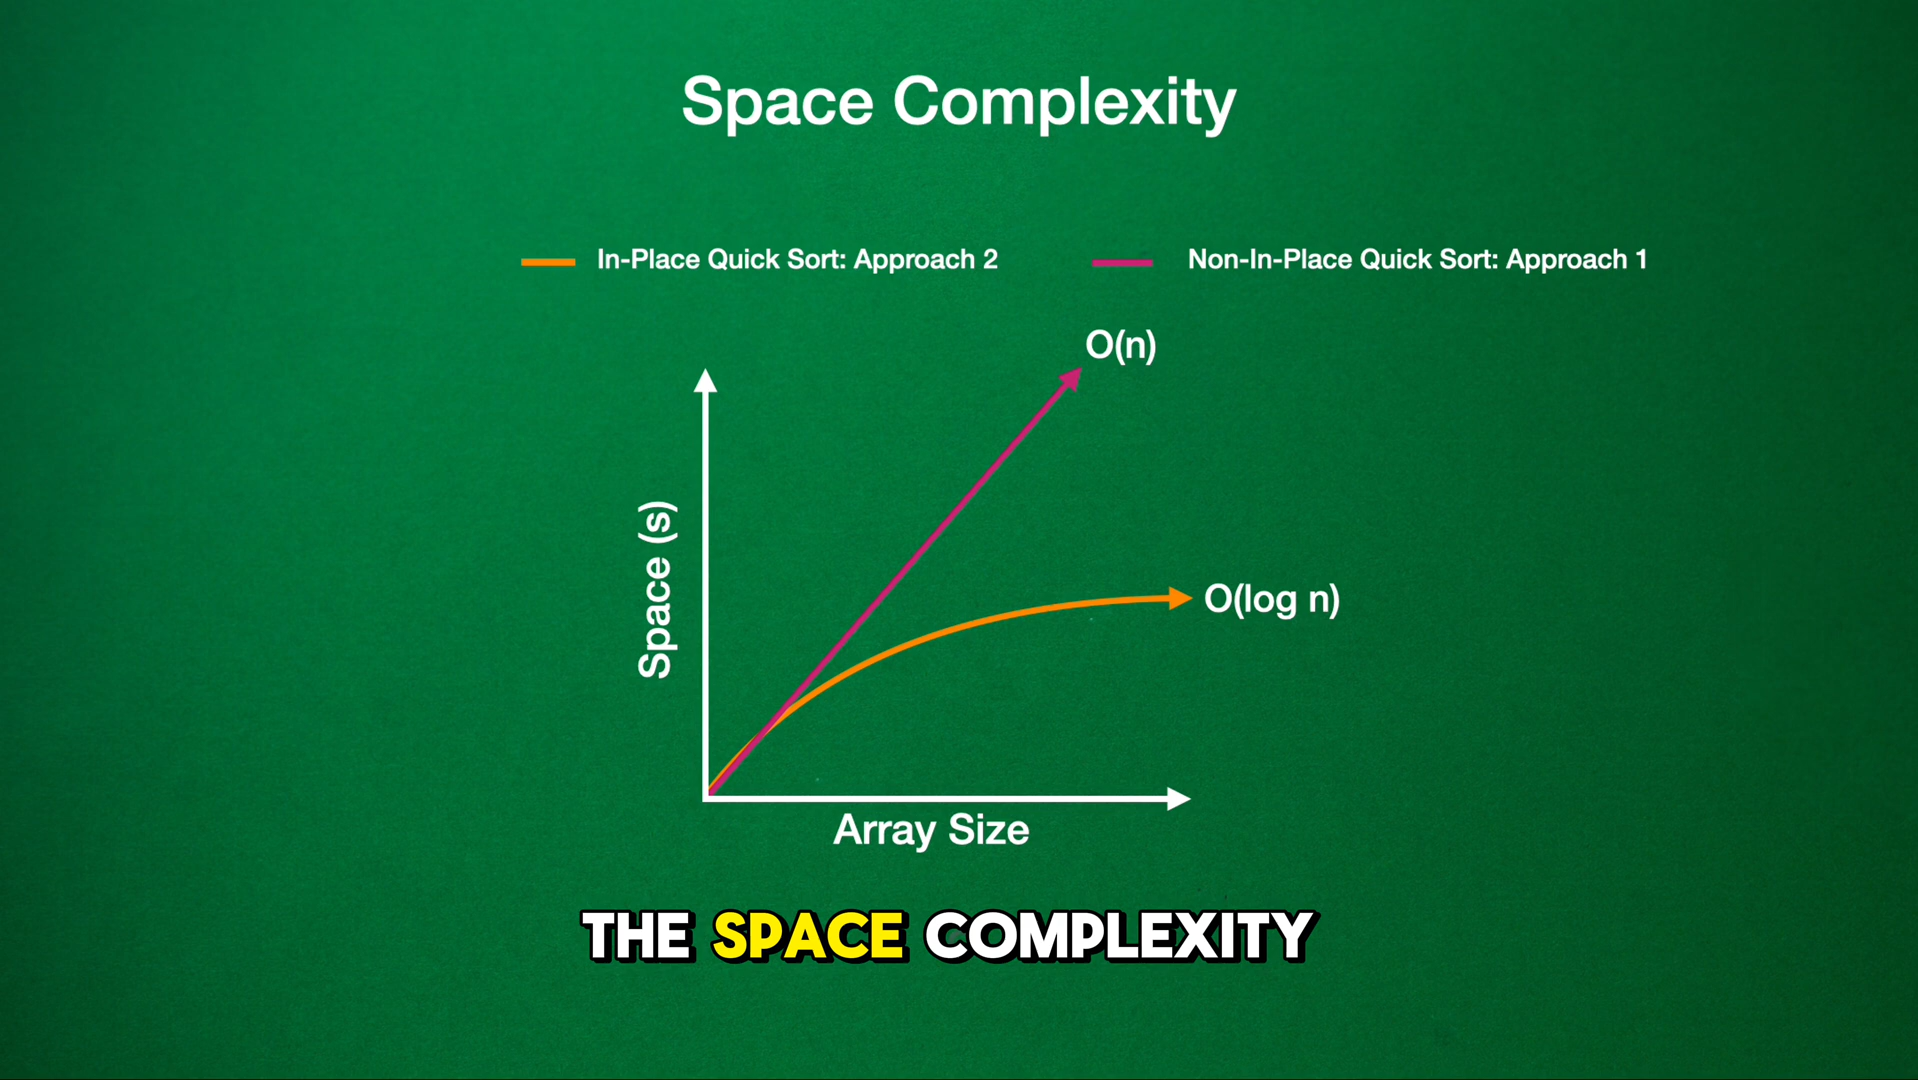 Space Complexity
In-Place Quick Sort: Approach 2
Non-In-Place Quick Sort: Approach 1
O(n)
Space (s)
O(log n)
Array Size
THE SPACE COMPLEXITY